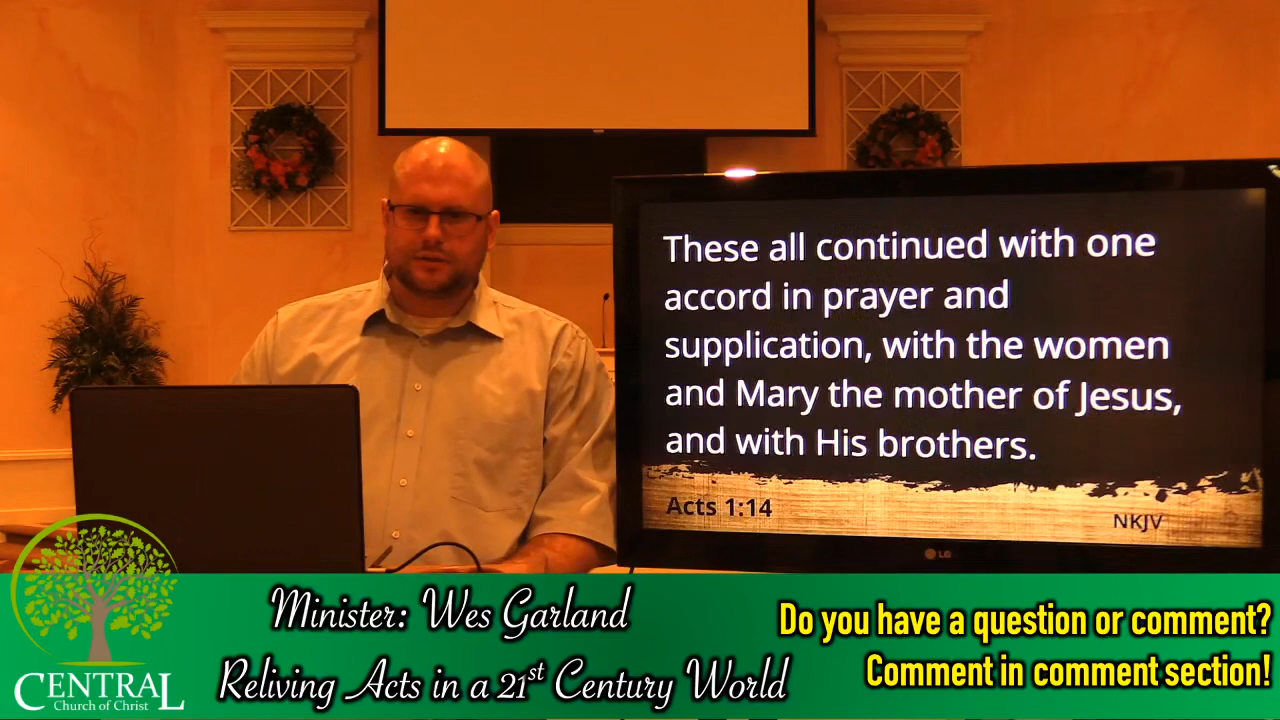 These all continued with one
accord in prayer and
supplication, with the women
and Mary the mother of Jesus,
and with His brothers.
Acts 1:14
NKJV
LG
Minister: Wes Garland
Reliving Acts in a 21st Century World
Do you have a question or comment?
Comment in comment section!
CENTRAL
Church of Christ